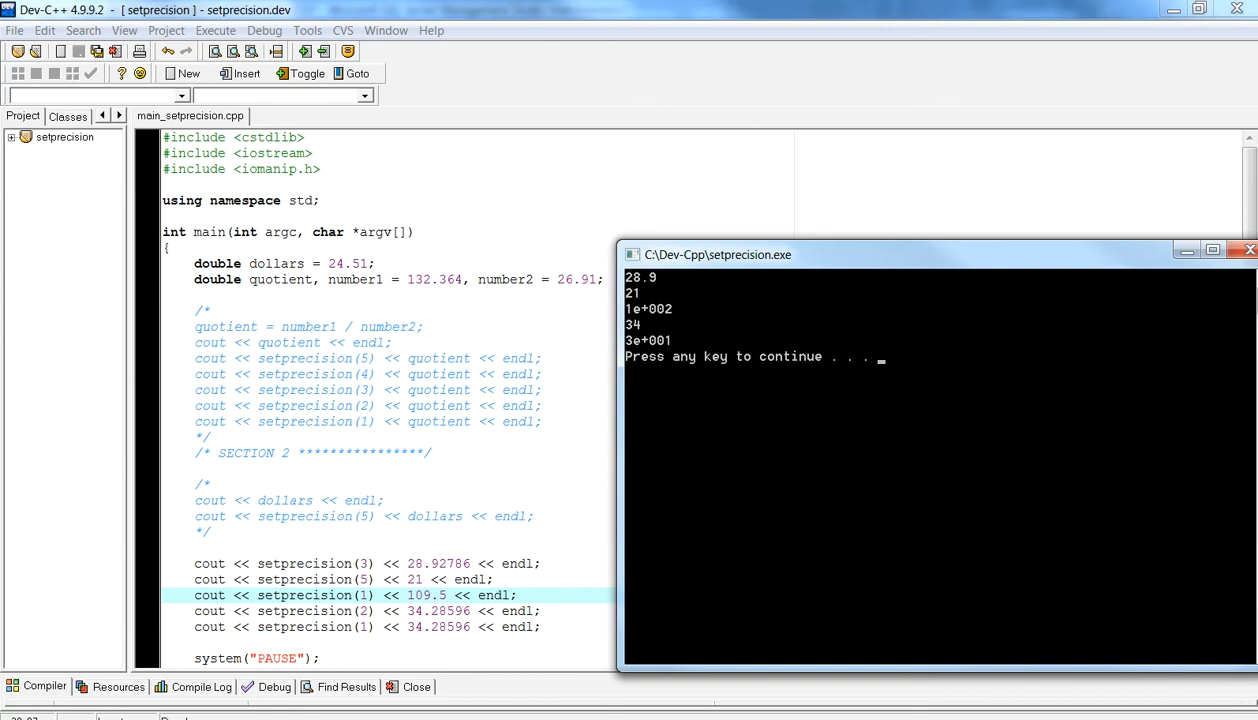 Dev-C++ 4.9.9.2 - [ setprecision ] - setprecision.dev
File Edit Search View Project Execute Debug Tools CVS Window Help
New Insert Toggle Goto
Project Classes main_setprecision.cpp
setprecision
#include <cstdlib>
#include <iostream>
#include <iomanip.h>
using namespace std;
int main(int argc, char *argv[])
{
double dollars = 24.51;
double quotient, number1 = 132.364, number2 = 26.91;
/*
quotient = number1 / number2;
cout << quotient << endl;
cout << setprecision(5) << quotient << endl;
cout << setprecision(4) << quotient << endl;
cout << setprecision(3) << quotient << endl;
cout << setprecision(2) << quotient << endl;
cout << setprecision(1) << quotient << endl;
*/
/* SECTION 2 ****************/
/*
cout << dollars << endl;
cout << setprecision(5) << dollars << endl;
*/
cout << setprecision(3) << 28.92786 << endl;
cout << setprecision(5) << 21 << endl;
cout << setprecision(1) << 109.5 << endl;
cout << setprecision(2) << 34.28596 << endl;
cout << setprecision(1) << 34.28596 << endl;
system("PAUSE");
C:\Dev-Cpp\setprecision.exe
28.9
21
1e+002
34
3e+001
Press any key to continue . . . _
Compiler Resources Compile Log Debug Find Results Close